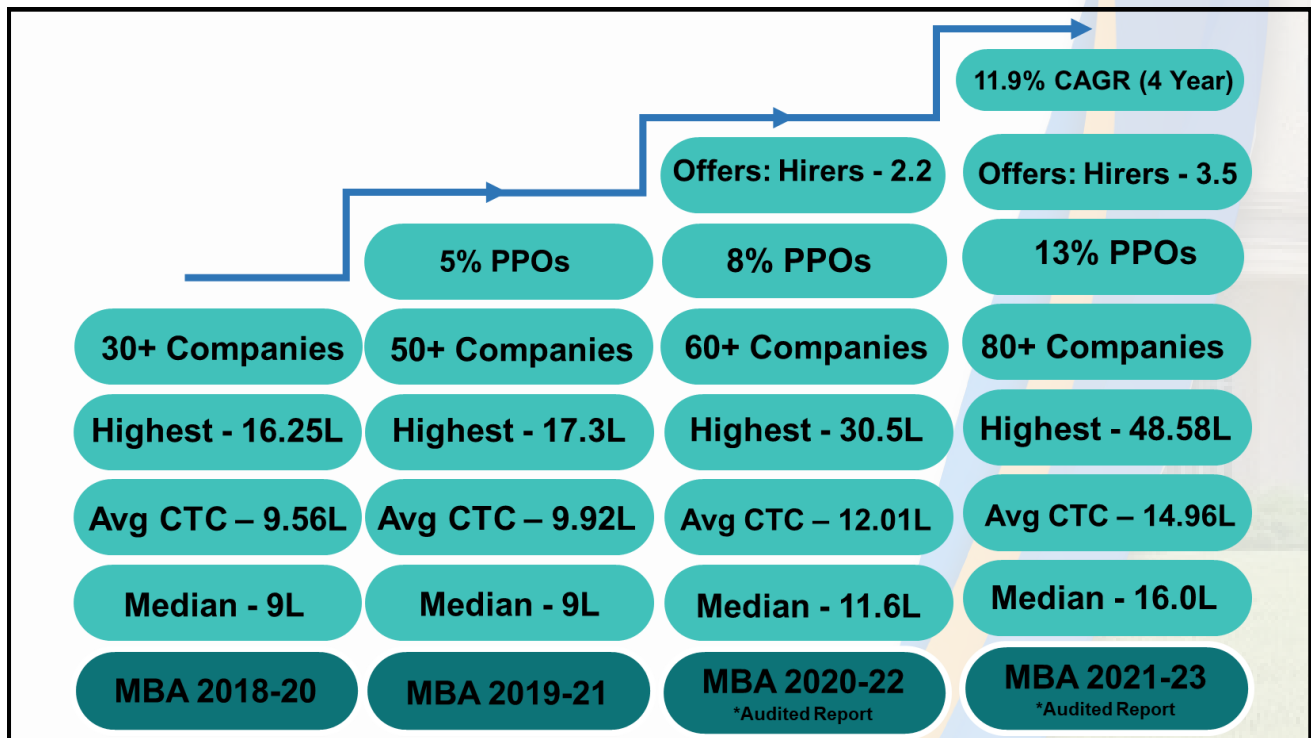 11.9% CAGR (4 Year)
Offers: Hirers - 2.2
Offers: Hirers - 3.5
5% PPOs
8% PPOs
13% PPOs
30+ Companies
50+ Companies
60+ Companies
80+ Companies
Highest - 16.25L
Highest - 17.3L
Highest - 30.5L
Highest - 48.58L
Avg CTC – 9.56L
Avg CTC – 9.92L
Avg CTC – 12.01L
Avg CTC – 14.96L
Median - 9L
Median - 9L
Median - 11.6L
Median - 16.0L
MBA 2018-20
MBA 2019-21
MBA 2020-22
*Audited Report
MBA 2021-23
*Audited Report